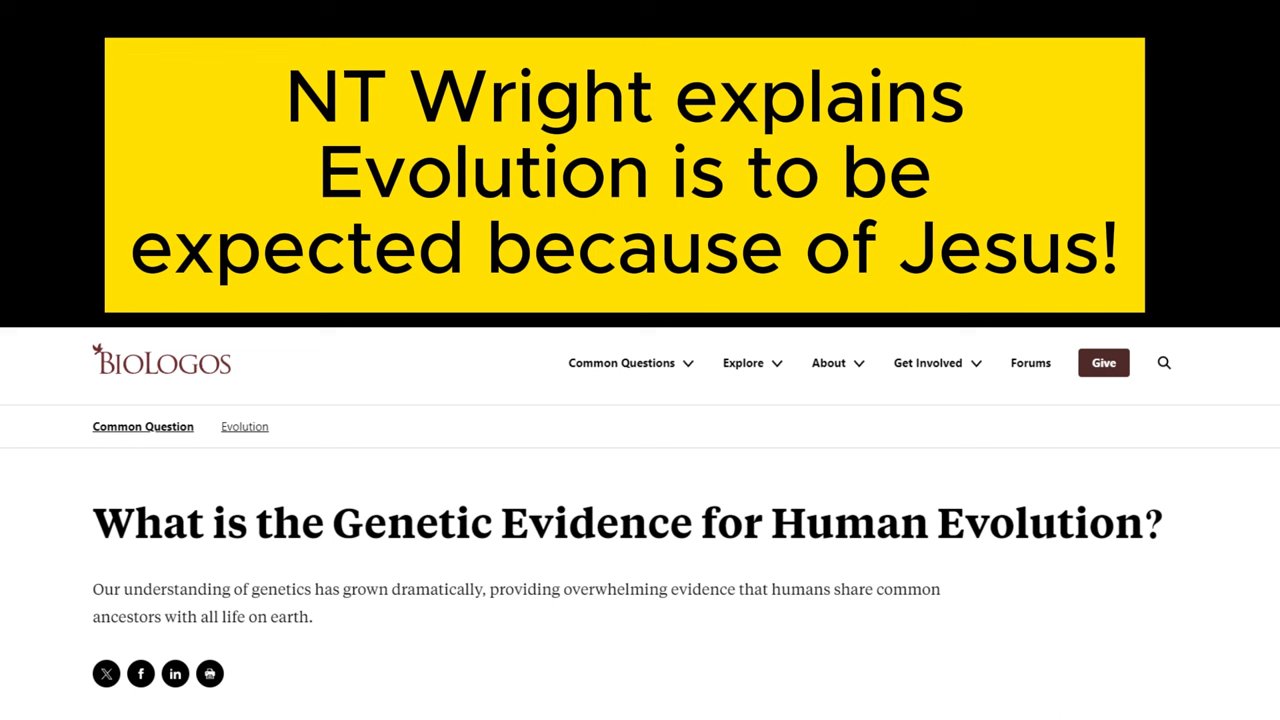 NT Wright explains
Evolution is to be
expected because of Jesus!
BIOLOGOS
Common Questions Explore About Get Involved Forums Give
Common Question Evolution
What is the Genetic Evidence for Human Evolution?
Our understanding of genetics has grown dramatically, providing overwhelming evidence that humans share common
ancestors with all life on earth.
X f in